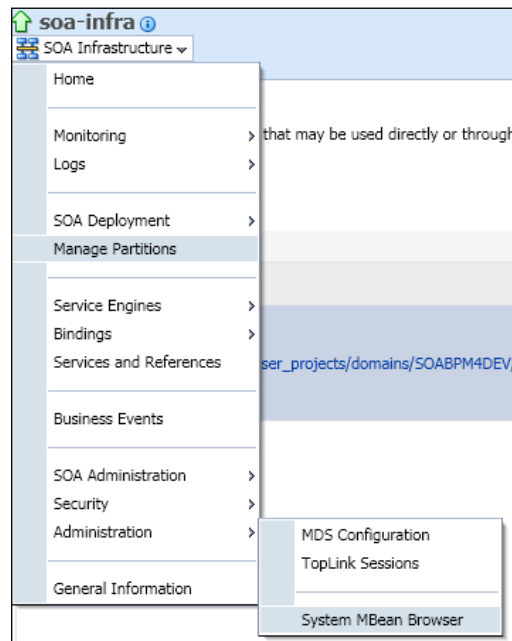 soa-infra
SOA Infrastructure
Home
Monitoring
that may be used directly or through
Logs
SOA Deployment
Manage Partitions
Service Engines
Bindings
Services and References
ser_projects/domains/SOABPM4DEV/
Business Events
SOA Administration
Security
Administration
MDS Configuration
TopLink Sessions
General Information
System MBean Browser